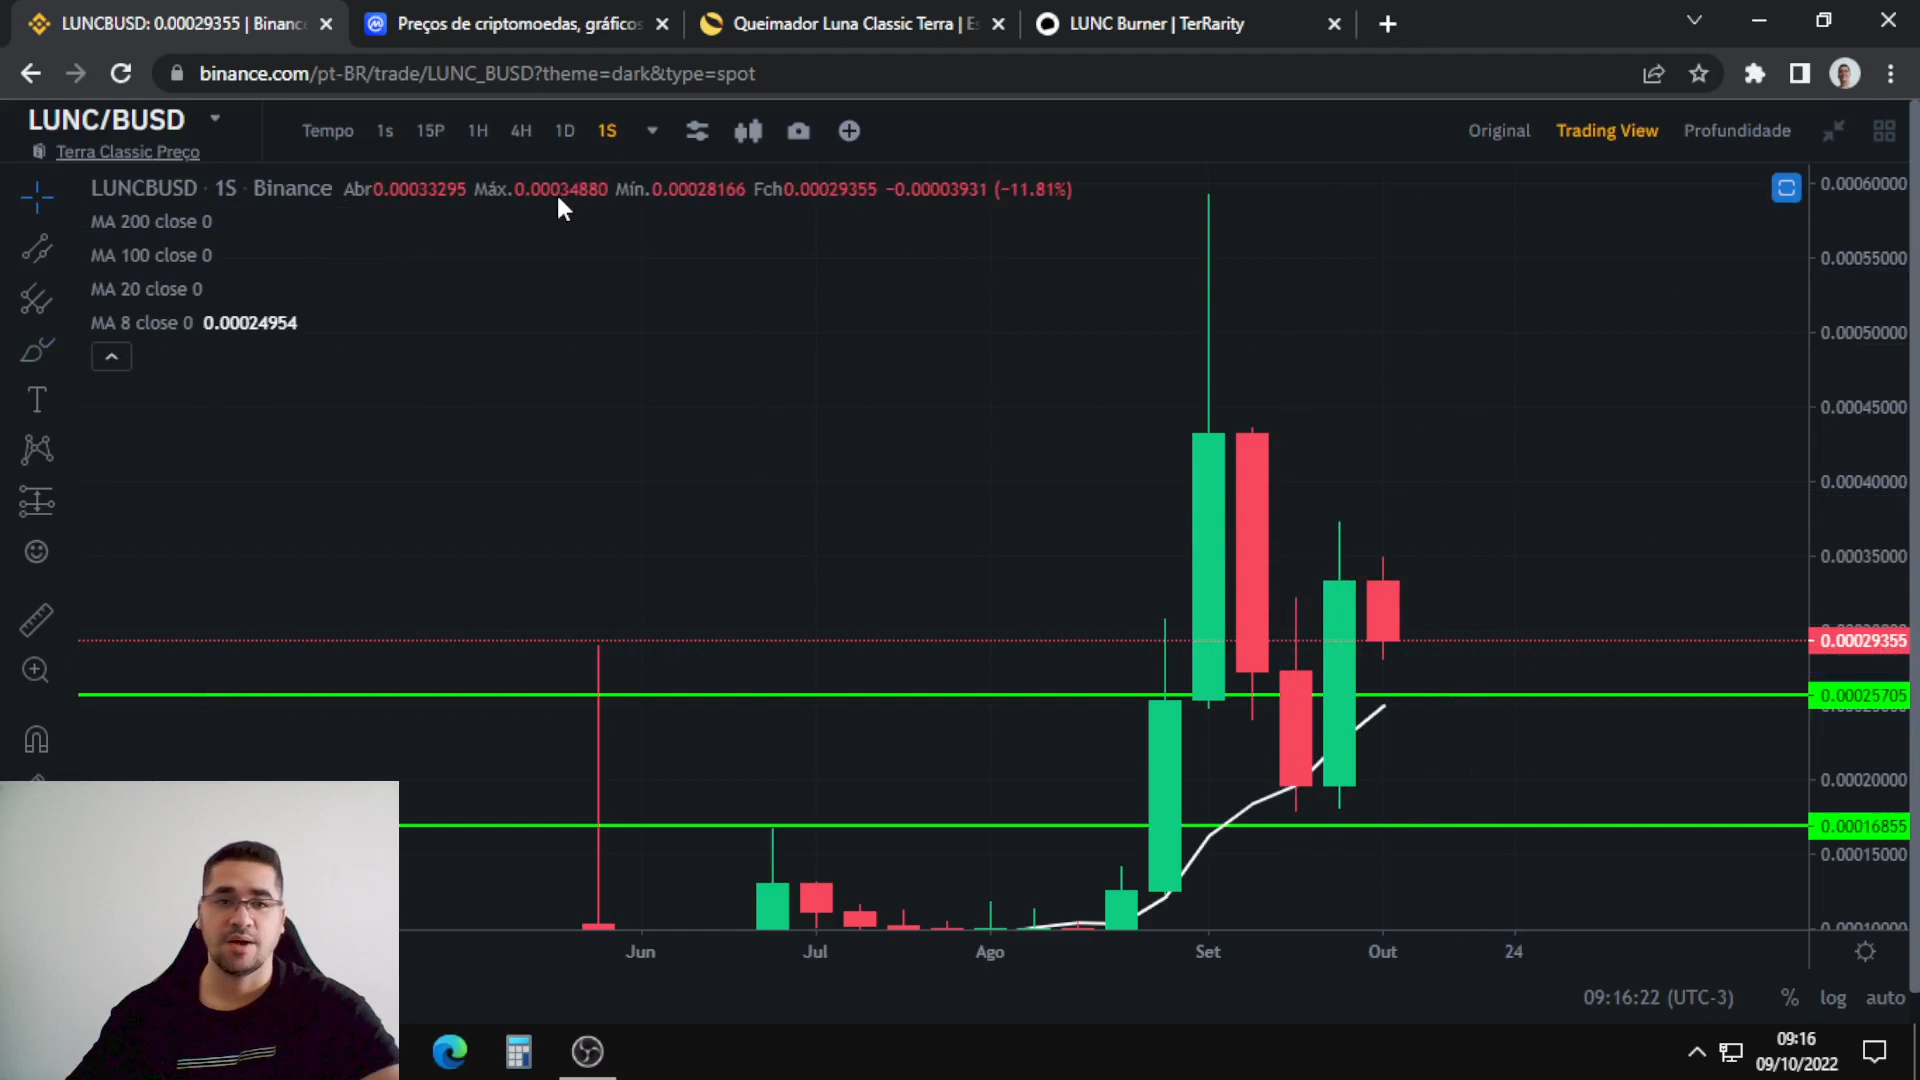 LUNCBUSD: 0.00029355 | Binance
Preços de criptomoedas, gráficos
Queimador Luna Classic Terra | Es
LUNC Burner | TerRarity
binance.com/pt-BR/trade/LUNC_BUSD?theme=dark&type=spot
LUNC/BUSD
Terra Classic Preço
Tempo 1s 15P 1H 4H 1D 1S
Original Trading View Profundidade
LUNCBUSD · 1S · Binance Abr0.00033295 Máx.0.00034880 Mín.0.00028166 Fch0.00029355 −0.00003931 (−11.81%)
MA 200 close 0
MA 100 close 0
MA 20 close 0
MA 8 close 0 0.00024954
0.00060000
0.00055000
0.00050000
0.00045000
0.00040000
0.00035000
0.00029355
0.00025705
0.00020000
0.00016855
0.00015000
0.00010000
Jun Jul Ago Set Out 24
09:16:22 (UTC-3) % log auto
09:16
09/10/2022